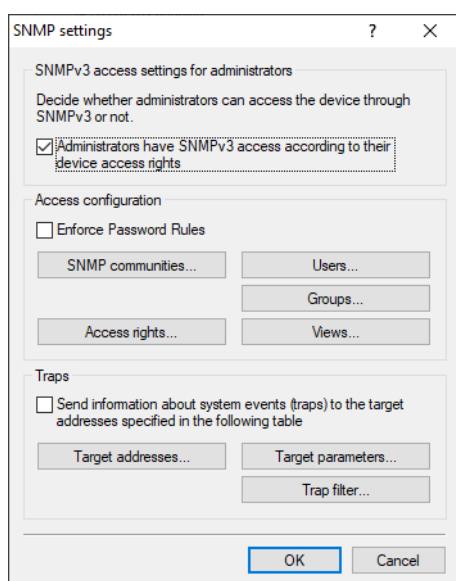 SNMP settings
SNMPv3 access settings for administrators
Decide whether administrators can access the device through
SNMPv3 or not.
Administrators have SNMPv3 access according to their
device access rights
Access configuration
Enforce Password Rules
SNMP communities...
Users...
Groups...
Access rights...
Views...
Traps
Send information about system events (traps) to the target
addresses specified in the following table
Target addresses...
Target parameters...
Trap filter...
OK
Cancel